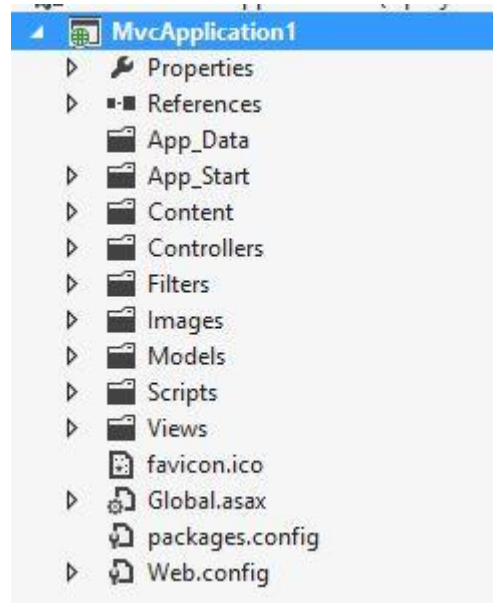 MvcApplication1
Properties
References
App_Data
App_Start
Content
Controllers
Filters
Images
Models
Scripts
Views
favicon.ico
Global.asax
packages.config
Web.config